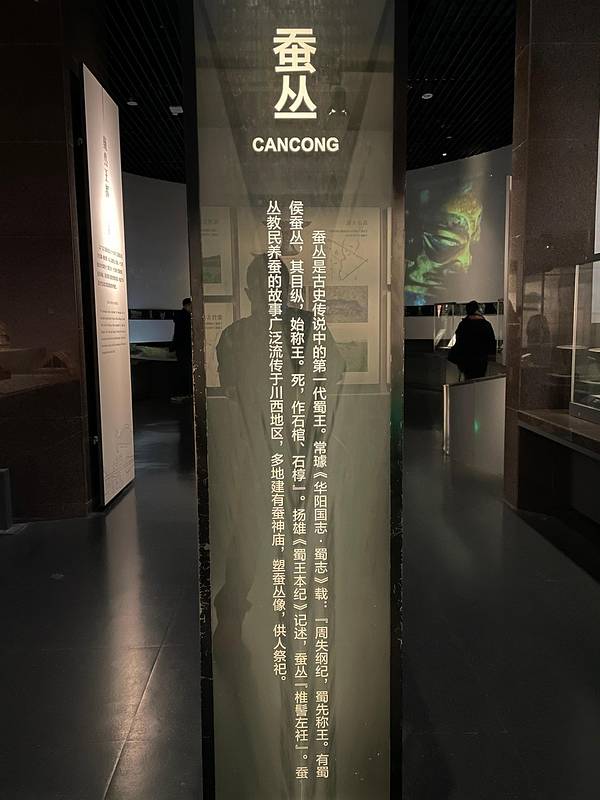 蚕丛
CANCONG
蚕丛是古史传说中的第一代蜀王。常璩《华阳国志·蜀志》载：『周失纲纪，蜀先称王。有蜀
侯蚕丛，其目纵，始称王。死，作石棺、石椁』。扬雄《蜀王本纪》记述，蚕丛『椎髻左衽』。蚕
丛教民养蚕的故事广泛流传于川西地区，多地建有蚕神庙，塑蚕丛像，供人祭祀。